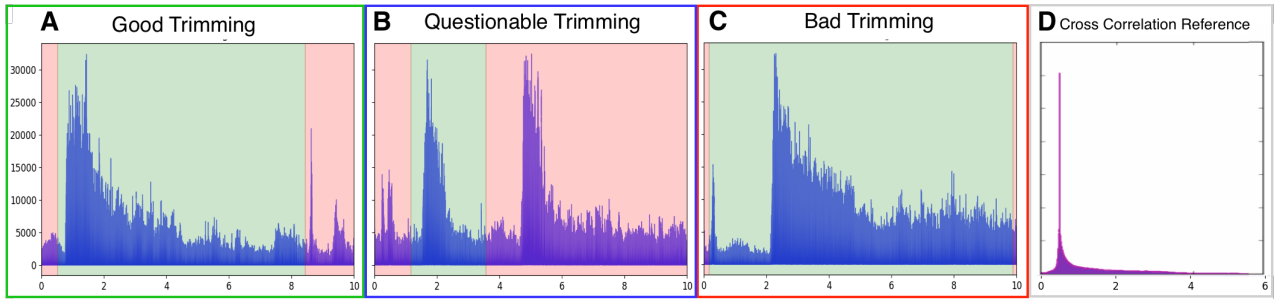 A Good Trimming
B Questionable Trimming
C Bad Trimming
D Cross Correlation Reference
30000
25000
20000
15000
10000
5000
0
0 2 4 6 8 10
0 2 4 6 8 10
0 2 4 6 8 10
0 2 4 6